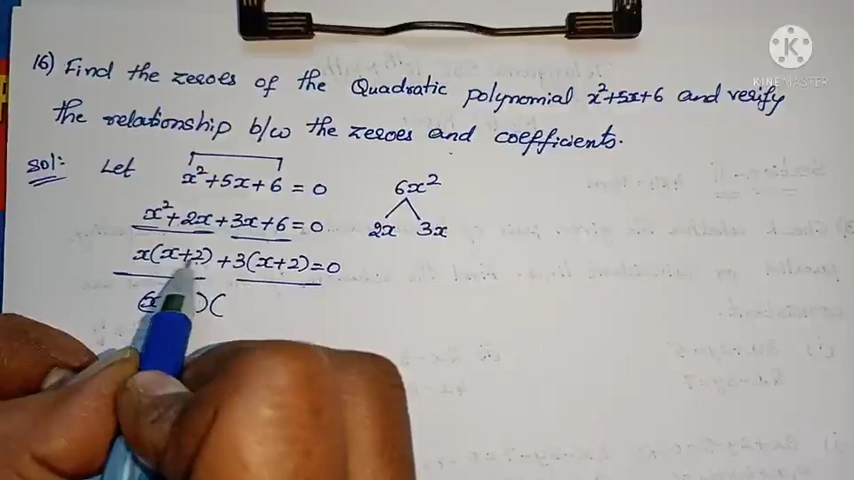 16) Find the zeroes of the Quadratic polynomial x²+5x+6 and verify
the relationship b/w the zeroes and coefficients.
Sol:- Let x²+5x+6 = 0
6x²
x²+2x+3x+6=0
2x 3x
x(x+2)+3(x+2)=0
(x )(
K
KINEMASTER